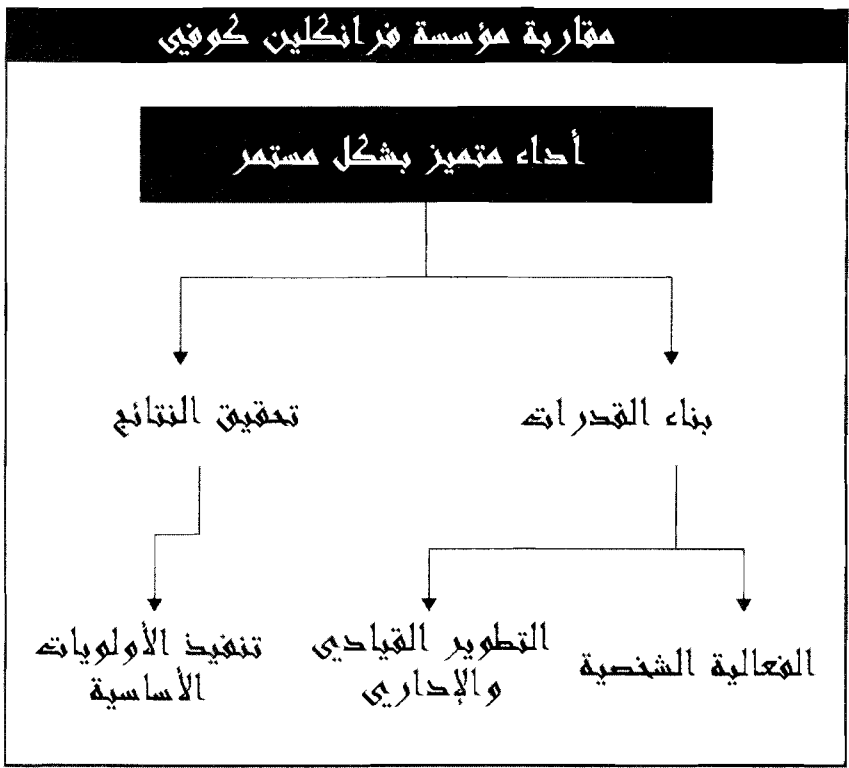 مقاربة مؤسسة فرانكلين كوفي
أداء متميز بشكل مستمر
بناء القدرات
تحقيق النتائج
الفعالية الشخصية
التطوير القيادي
والإداري
تنفيذ الأولويات
الأساسية